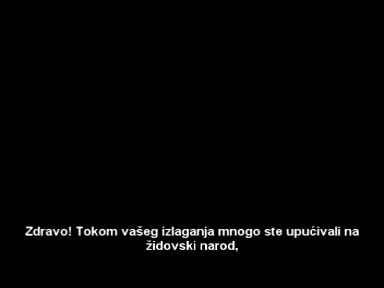 Zdravo! Tokom vašeg izlaganja mnogo ste upućivali na
židovski narod,